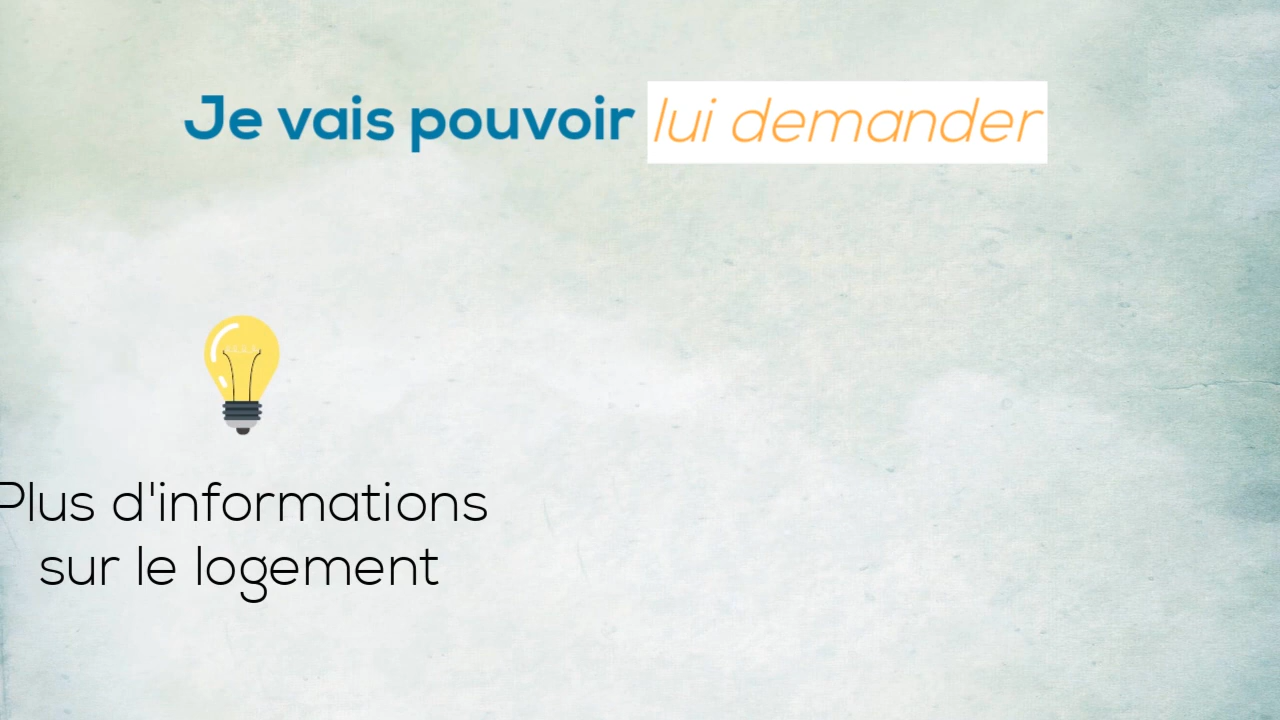 Je vais pouvoir lui demander
Plus d'informations
sur le logement